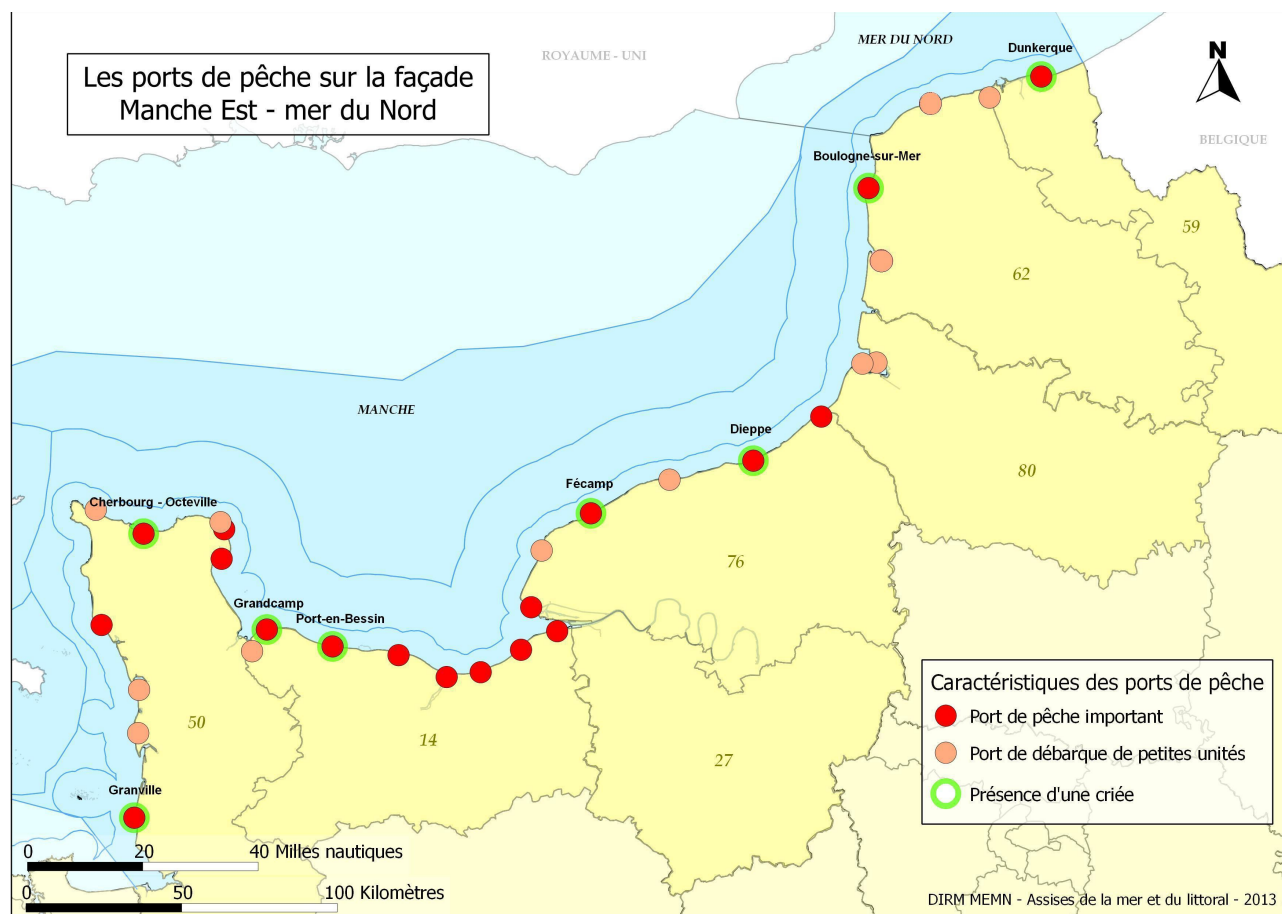 Les ports de pêche sur la façade
Manche Est - mer du Nord
ROYAUME - UNI
MER DU NORD
Dunkerque
N
BELGIQUE
Boulogne-sur-Mer
59
62
MANCHE
Dieppe
80
Cherbourg - Octeville
Fécamp
76
Grandcamp
Port-en-Bessin
50
14
27
Granville
Caractéristiques des ports de pêche
Port de pêche important
Port de débarque de petites unités
Présence d'une criée
0 20 40 Milles nautiques
0 50 100 Kilomètres
DIRM MEMN - Assises de la mer et du littoral - 2013